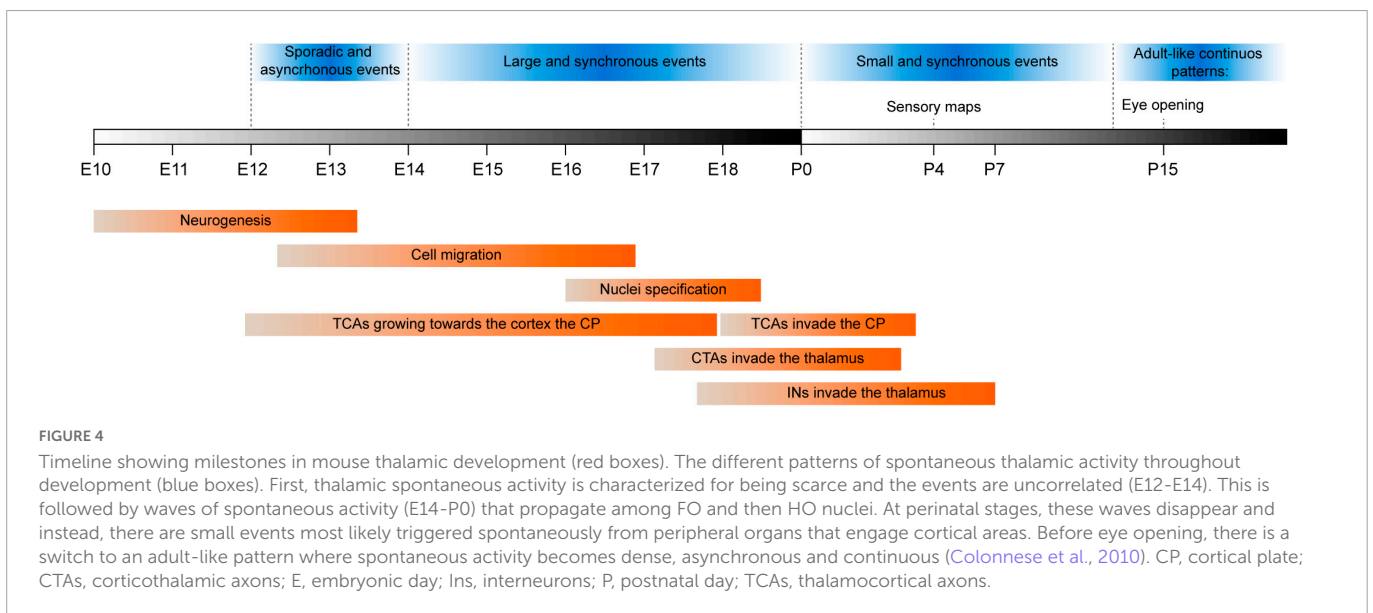 Sporadic and
asyncrhonous events
Large and synchronous events
Small and synchronous events
Adult-like continuos
patterns:
Sensory maps
Eye opening
E10 E11 E12 E13 E14 E15 E16 E17 E18 P0 P4 P7 P15
Neurogenesis
Cell migration
Nuclei specification
TCAs growing towards the cortex the CP
TCAs invade the CP
CTAs invade the thalamus
INs invade the thalamus
FIGURE 4
Timeline showing milestones in mouse thalamic development (red boxes). The different patterns of spontaneous thalamic activity throughout
development (blue boxes). First, thalamic spontaneous activity is characterized for being scarce and the events are uncorrelated (E12-E14). This is
followed by waves of spontaneous activity (E14-P0) that propagate among FO and then HO nuclei. At perinatal stages, these waves disappear and
instead, there are small events most likely triggered spontaneously from peripheral organs that engage cortical areas. Before eye opening, there is a
switch to an adult-like pattern where spontaneous activity becomes dense, asynchronous and continuous (Colonnese et al., 2010). CP, cortical plate;
CTAs, corticothalamic axons; E, embryonic day; Ins, interneurons; P, postnatal day; TCAs, thalamocortical axons.